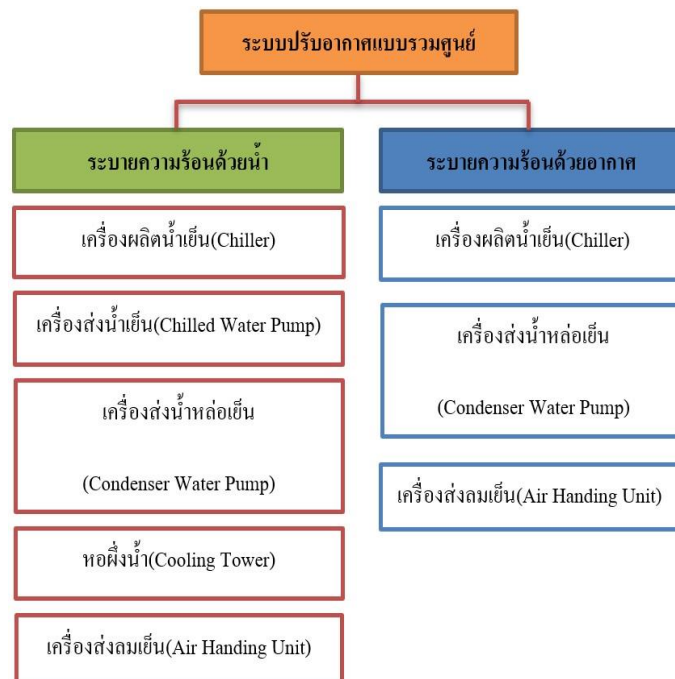 ระบบปรับอากาศแบบรวมศูนย์
ระบายความร้อนด้วยน้ำ
เครื่องผลิตน้ำเย็น(Chiller)
เครื่องส่งน้ำเย็น(Chilled Water Pump)
เครื่องส่งน้ำหล่อเย็น
(Condenser Water Pump)
หอผึ่งน้ำ(Cooling Tower)
เครื่องส่งลมเย็น(Air Handing Unit)
ระบายความร้อนด้วยอากาศ
เครื่องผลิตน้ำเย็น(Chiller)
เครื่องส่งน้ำหล่อเย็น
(Condenser Water Pump)
เครื่องส่งลมเย็น(Air Handing Unit)